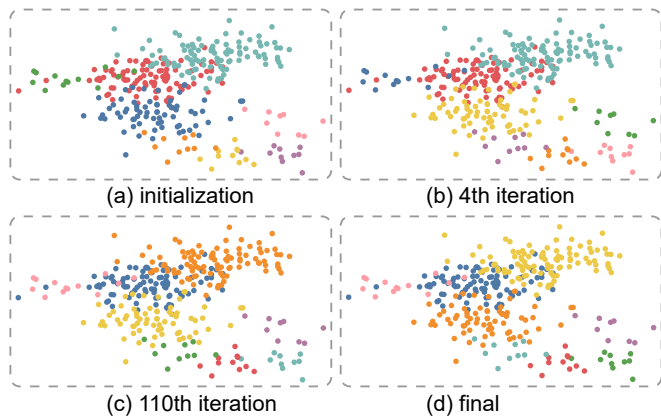 (a) initialization
(b) 4th iteration
(c) 110th iteration
(d) final